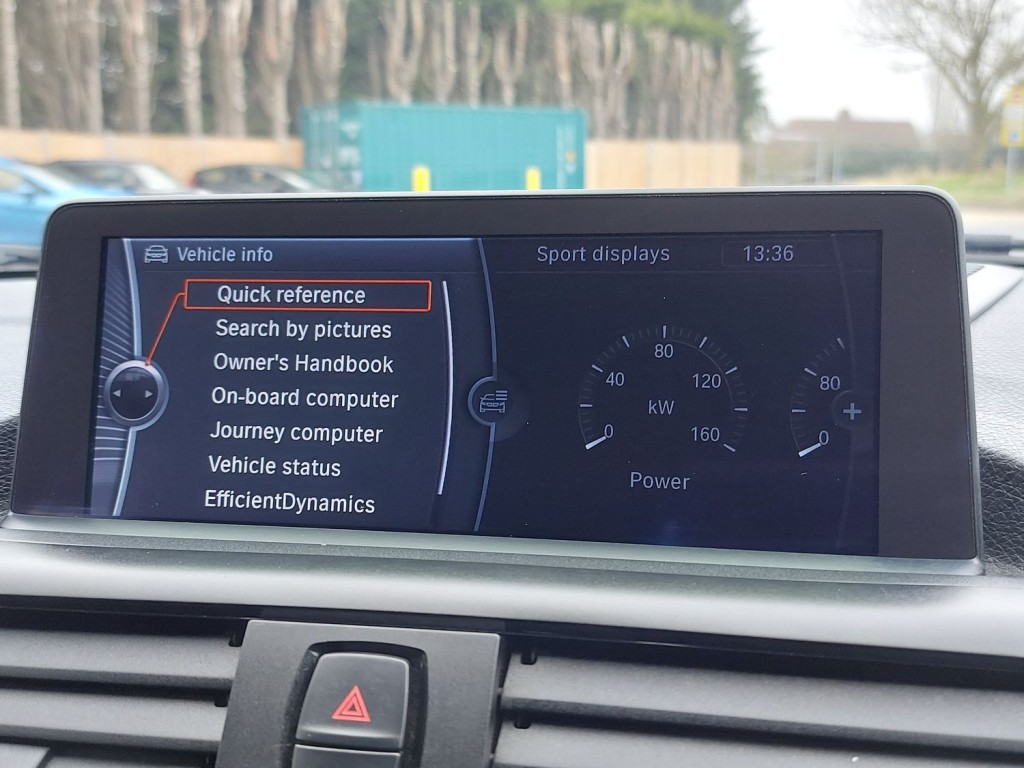 Vehicle info
Sport displays
13:36
Quick reference
Search by pictures
Owner's Handbook
On-board computer
Journey computer
Vehicle status
EfficientDynamics
80
40
120
kW
0
160
Power
80
+
0